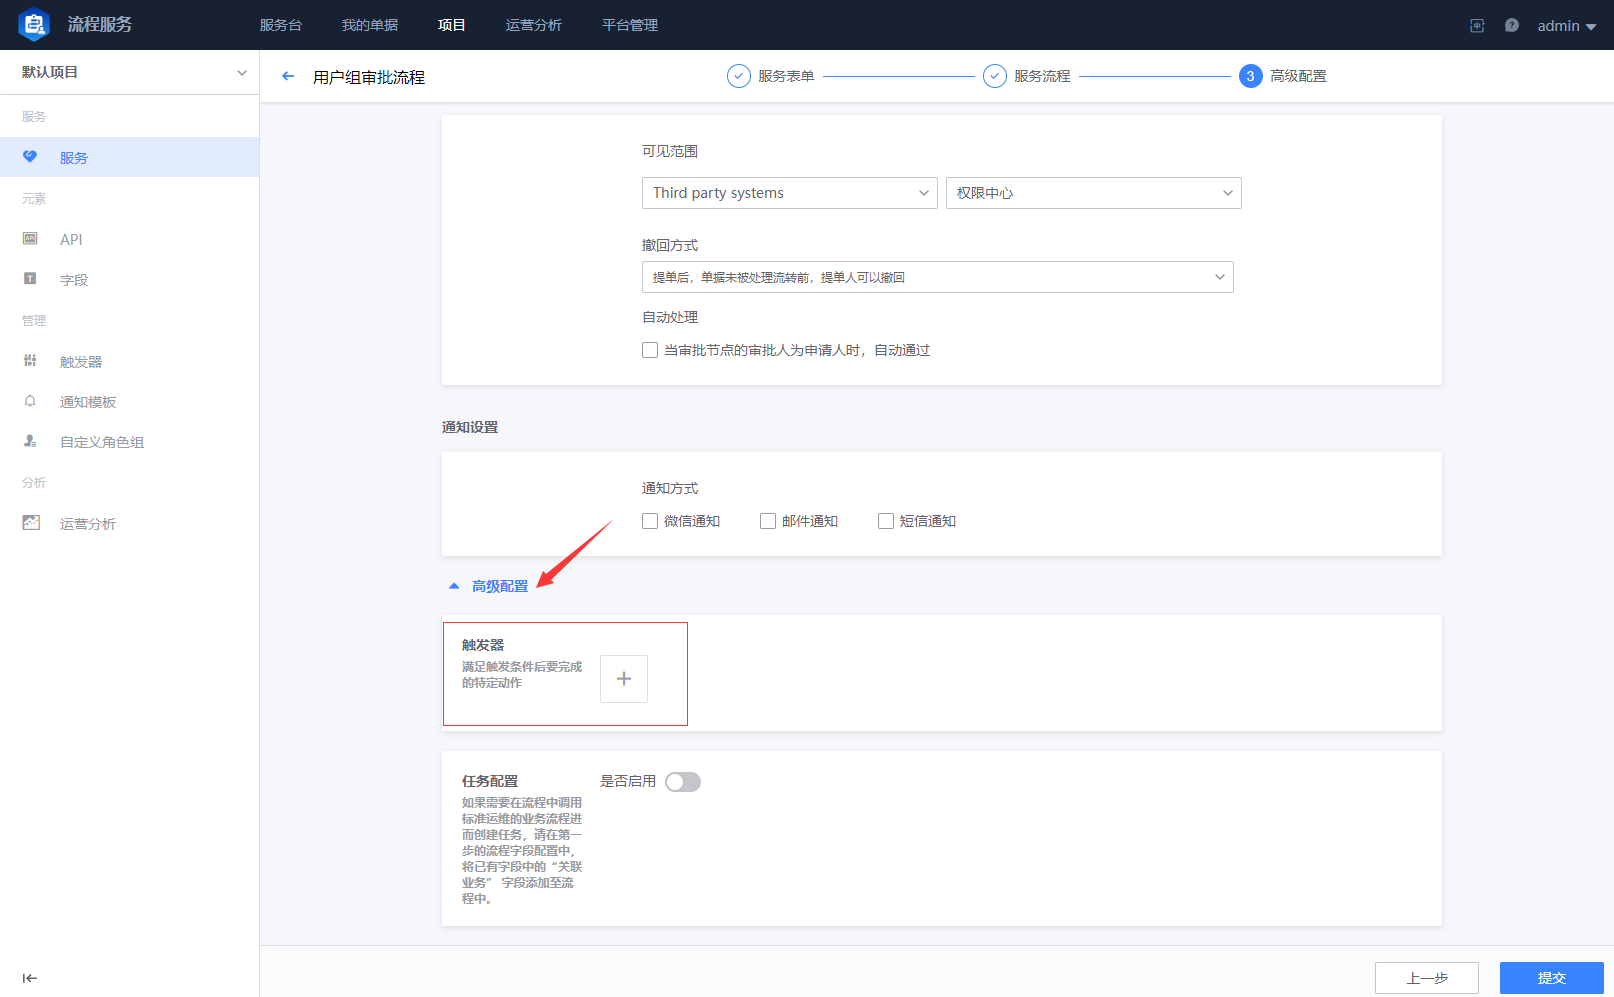 流程服务
服务台
我的单据
项目
运营分析
平台管理
admin
默认项目
用户组审批流程
服务表单
服务流程
3
高级配置
服务
服务
元素
API
字段
管理
触发器
通知模板
自定义角色组
分析
运营分析
可见范围
Third party systems
权限中心
撤回方式
提单后，单据未被处理流转前，提单人可以撤回
自动处理
当审批节点的审批人为申请人时，自动通过
通知设置
通知方式
微信通知
邮件通知
短信通知
高级配置
触发器
满足触发条件后要完成
的特定动作
任务配置
是否启用
如果需要在流程中调用
标准运维的业务流程进
而创建任务，请在第一
步的流程字段配置中，
将已有字段中的“关联
业务” 字段添加至流
程中。
上一步
提交